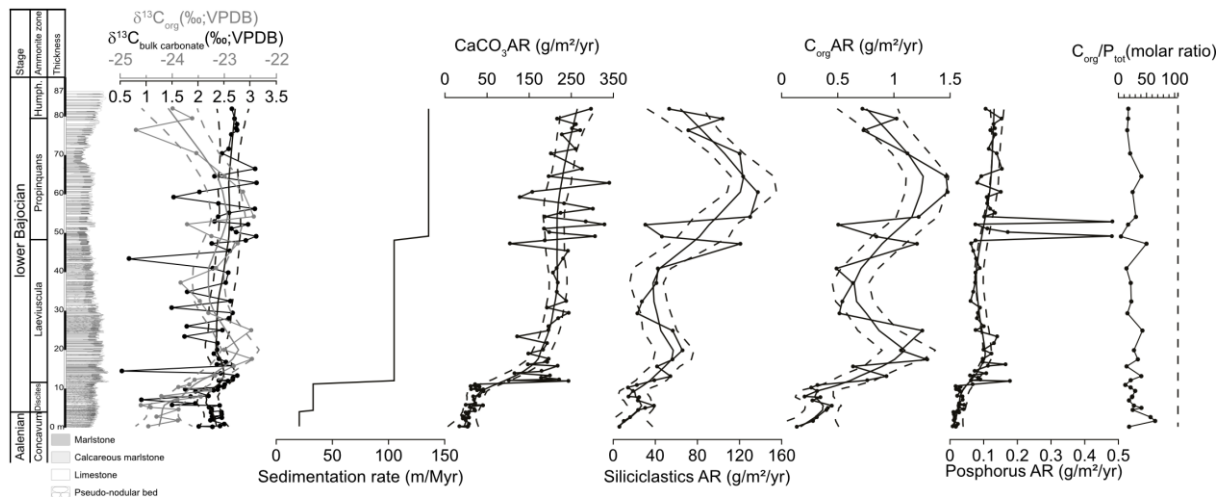 δ¹³C_org (‰;VPDB)
δ¹³C_bulk carbonate (‰;VPDB)
-25 -24 -23 -22
0.5 1 1.5 2 2.5 3 3.5
CaCO₃AR (g/m²/yr)
0 50 150 250 350
C_orgAR (g/m²/yr)
0 0.5 1 1.5
C_org/P_tot (molar ratio)
0 50 100
Stage
Ammonite zone
Thickness
lower Bajocian
Aalenian
Humph.
Propinquans
Laeviuscula
Discites
Concavum
87
80
70
60
50
40
30
20
10
0 m
Marlstone
Calcareous marlstone
Limestone
Pseudo-nodular bed
0 50 100 150
Sedimentation rate (m/Myr)
0 40 80 120 160
Siliciclastics AR (g/m²/yr)
0 0.1 0.2 0.3 0.4 0.5
Posphorus AR (g/m²/yr)